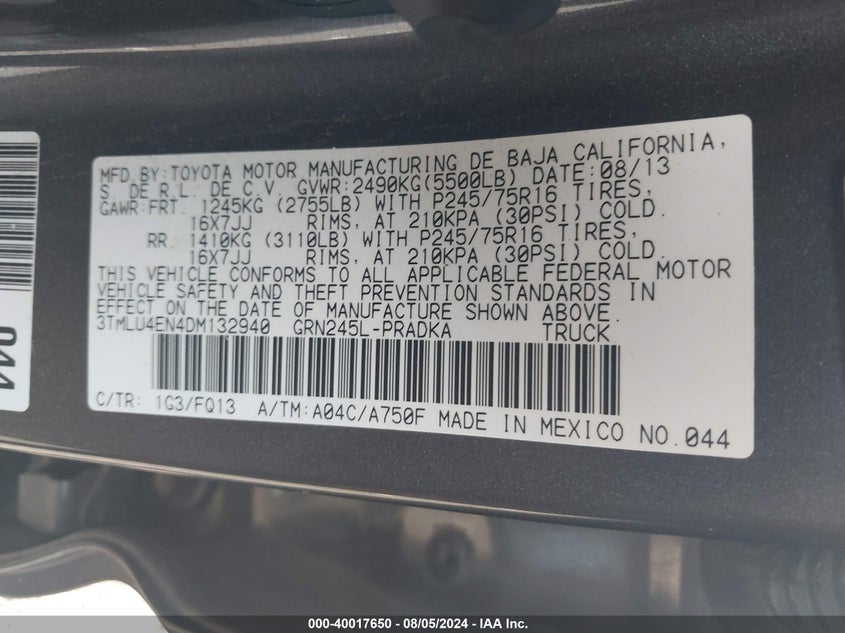 MFD. BY: TOYOTA MOTOR MANUFACTURING DE BAJA CALIFORNIA,
S. DE R.L. DE C.V. GVWR:2490KG(5500LB) DATE:08/13
GAWR:FRT. 1245KG (2755LB) WITH P245/75R16 TIRES,
16X7JJ RIMS, AT 210KPA (30PSI) COLD.
RR. 1410KG (3110LB) WITH P245/75R16 TIRES,
16X7JJ RIMS, AT 210KPA (30PSI) COLD.
THIS VEHICLE CONFORMS TO ALL APPLICABLE FEDERAL MOTOR
VEHICLE SAFETY AND THEFT PREVENTION STANDARDS IN
EFFECT ON THE DATE OF MANUFACTURE SHOWN ABOVE.
3TMLU4EN4DM132940 GRN245L-PRADKA TRUCK
C/TR: 1G3/FQ13 A/TM:A04C/A750F MADE IN MEXICO NO.044
044
000-40017650 - 08/05/2024 - IAA Inc.